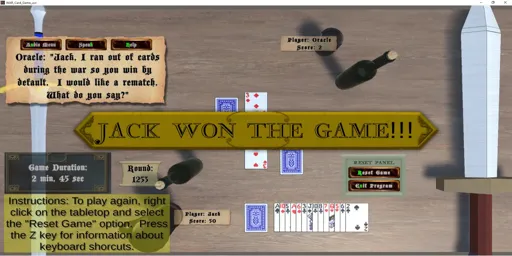 Audio Menu About Help
Oracle: "Jack, I ran out of cards
during the war so you win by
default. I would like a rematch.
What do you say?"
Player: Oracle
Score: 2
JACK WON THE GAME!!!
Game Duration:
2 min, 45 sec
Round:
1253
RESET PANEL
Reset Game
Exit Program
Player: Jack
Score: 50
Instructions: To play again, right
click on the tabletop and select
the "Reset Game" option. Press
the Z key for information about
keyboard shorcuts.